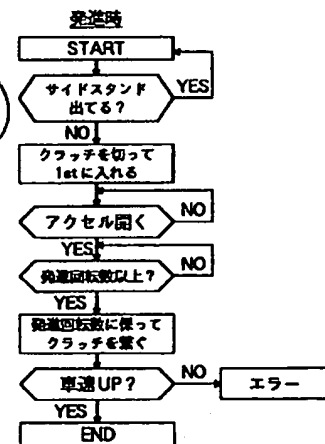 発進時
START
サイドスタンド
出てる?
YES
NO
クラッチを切って
1stに入れる
アクセル開く
NO
YES
発進回転数以上?
NO
YES
発進回転数に保って
クラッチを繋ぐ
車速UP?
NO
エラー
YES
END